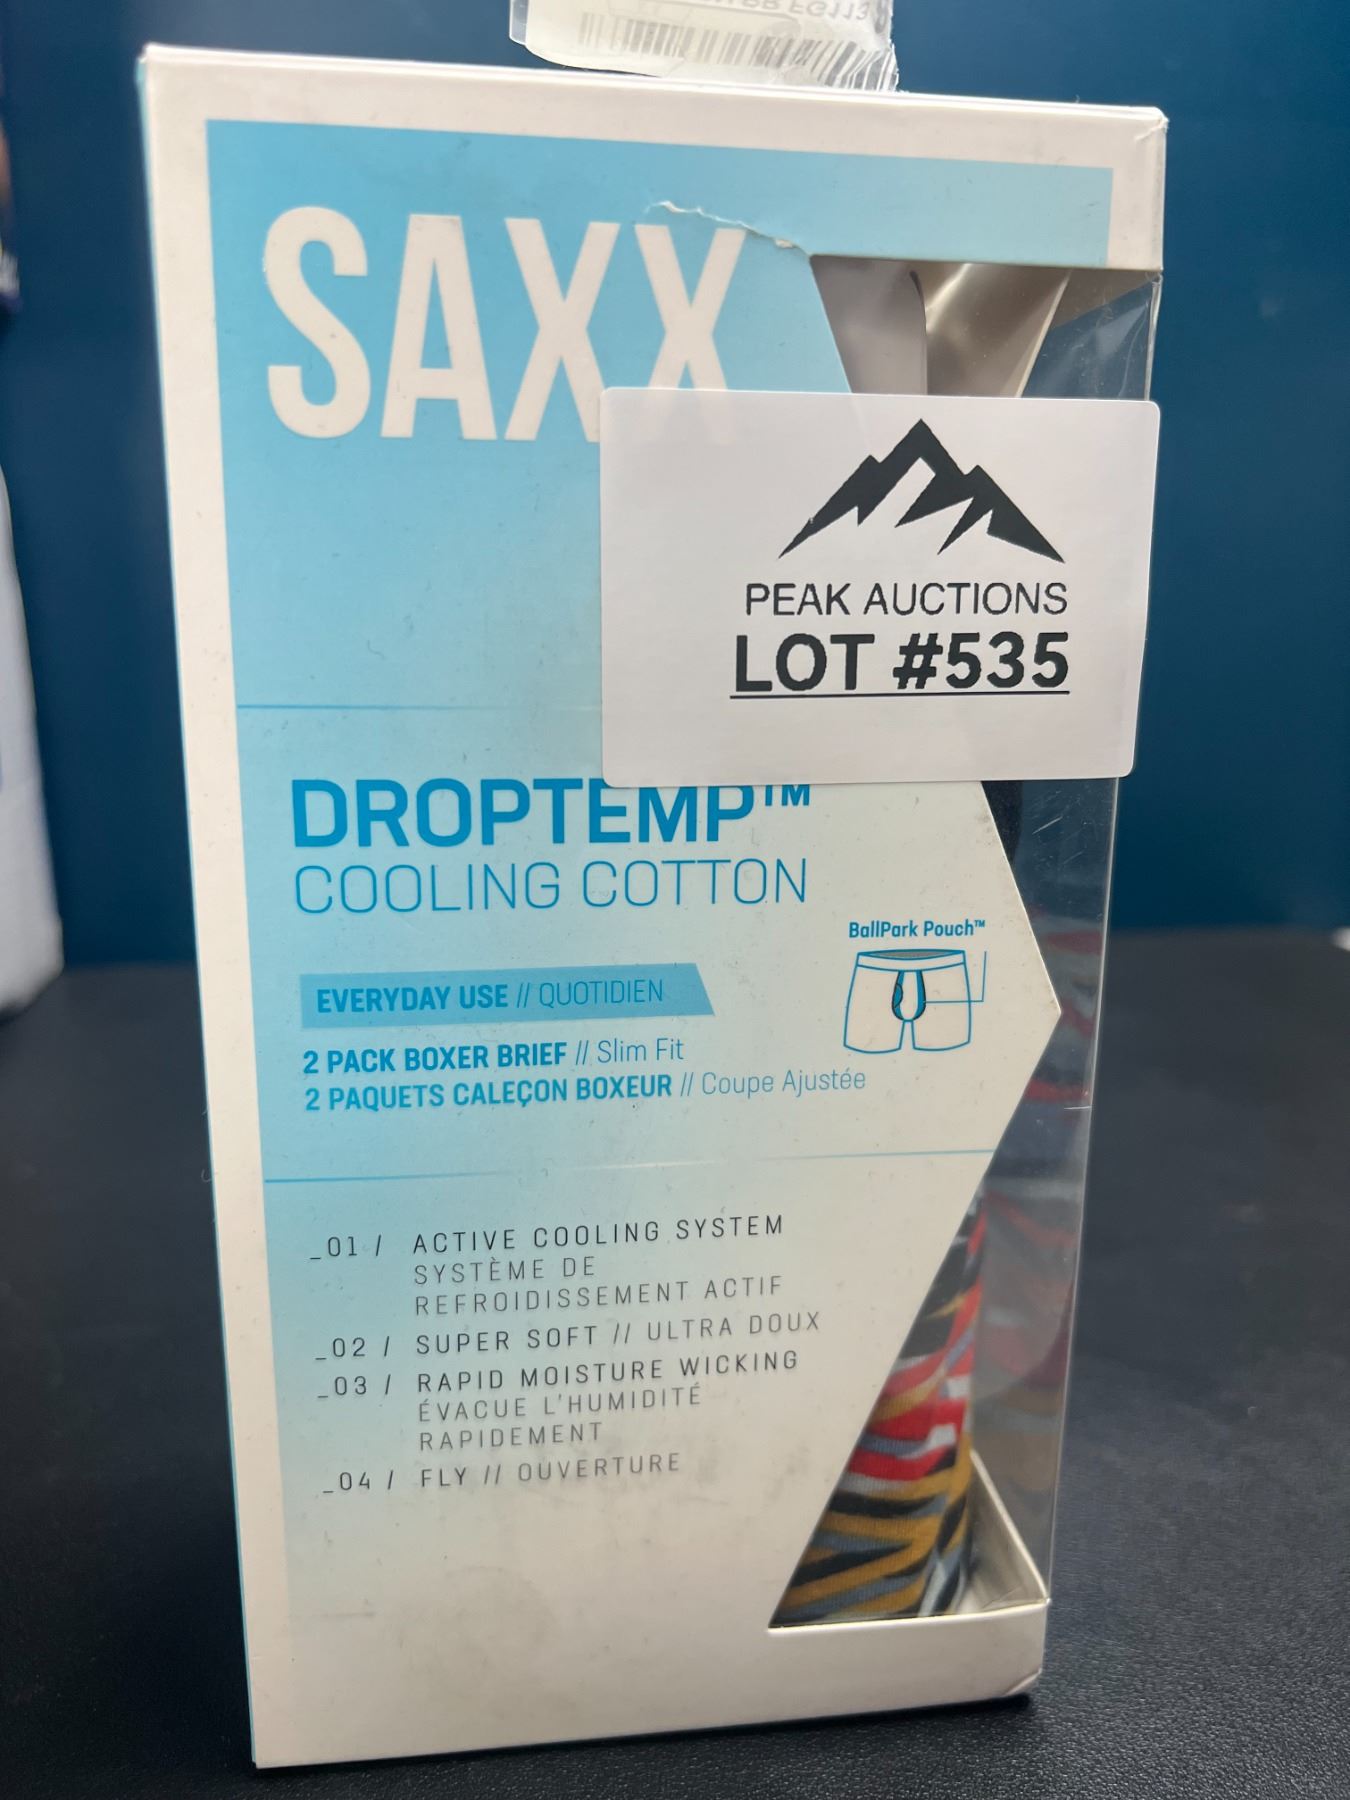 SAXX
PEAK AUCTIONS
LOT #535
DROPTEMP™
COOLING COTTON
BallPark Pouch™
EVERYDAY USE // QUOTIDIEN
2 PACK BOXER BRIEF // Slim Fit
2 PAQUETS CALEÇON BOXEUR // Coupe Ajustée
_01 / ACTIVE COOLING SYSTEM
SYSTÈME DE
REFROIDISSEMENT ACTIF
_02 / SUPER SOFT // ULTRA DOUX
_03 / RAPID MOISTURE WICKING
ÉVACUE L'HUMIDITÉ
RAPIDEMENT
_04 / FLY // OUVERTURE